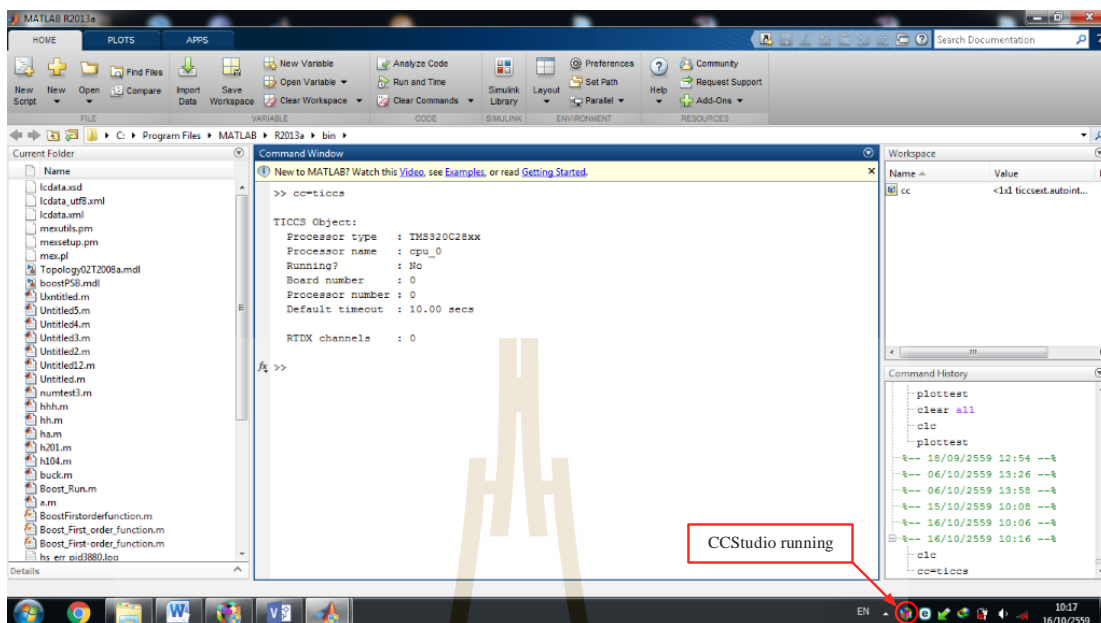 MATLAB R2013a
HOME PLOTS APPS
Search Documentation
New Script
New
Open
Find Files
Compare
Import Data
Save Workspace
New Variable
Open Variable
Clear Workspace
Analyze Code
Run and Time
Clear Commands
Simulink Library
Layout
Preferences
Set Path
Parallel
Help
Community
Request Support
Add-Ons
FILE VARIABLE CODE SIMULINK ENVIRONMENT RESOURCES
C: Program Files MATLAB R2013a bin
Current Folder
Name
lcdata.xsd
lcdata_utf8.xml
lcdata.xml
mexutils.pm
mexsetup.pm
mex.pl
Topology02T2008a.mdl
boostPSB.mdl
Uxntitled.m
Untitled5.m
Untitled4.m
Untitled3.m
Untitled2.m
Untitled12.m
Untitled.m
numtest3.m
hhh.m
hh.m
ha.m
h201.m
h104.m
buck.m
Boost_Run.m
a.m
BoostFirstorderfunction.m
Boost_First_order_function.m
Boost_First-order_function.m
hs_err_pid3880.log
Details
Command Window
New to MATLAB? Watch this Video, see Examples, or read Getting Started.
>> cc=ticcs
TICCS Object:
Processor type : TMS320C28xx
Processor name : cpu_0
Running? : No
Board number : 0
Processor number : 0
Default timeout : 10.00 secs
RTDX channels : 0
fx >>
CCStudio running
Workspace
Name Value
cc <1x1 ticcsext.autoint...
Command History
plottest
clear all
clc
plottest
%-- 18/09/2559 12:54 --%
%-- 06/10/2559 13:26 --%
%-- 06/10/2559 13:58 --%
%-- 15/10/2559 10:08 --%
%-- 16/10/2559 10:06 --%
%-- 16/10/2559 10:16 --%
clc
cc=ticcs
EN
10:17
16/10/2559